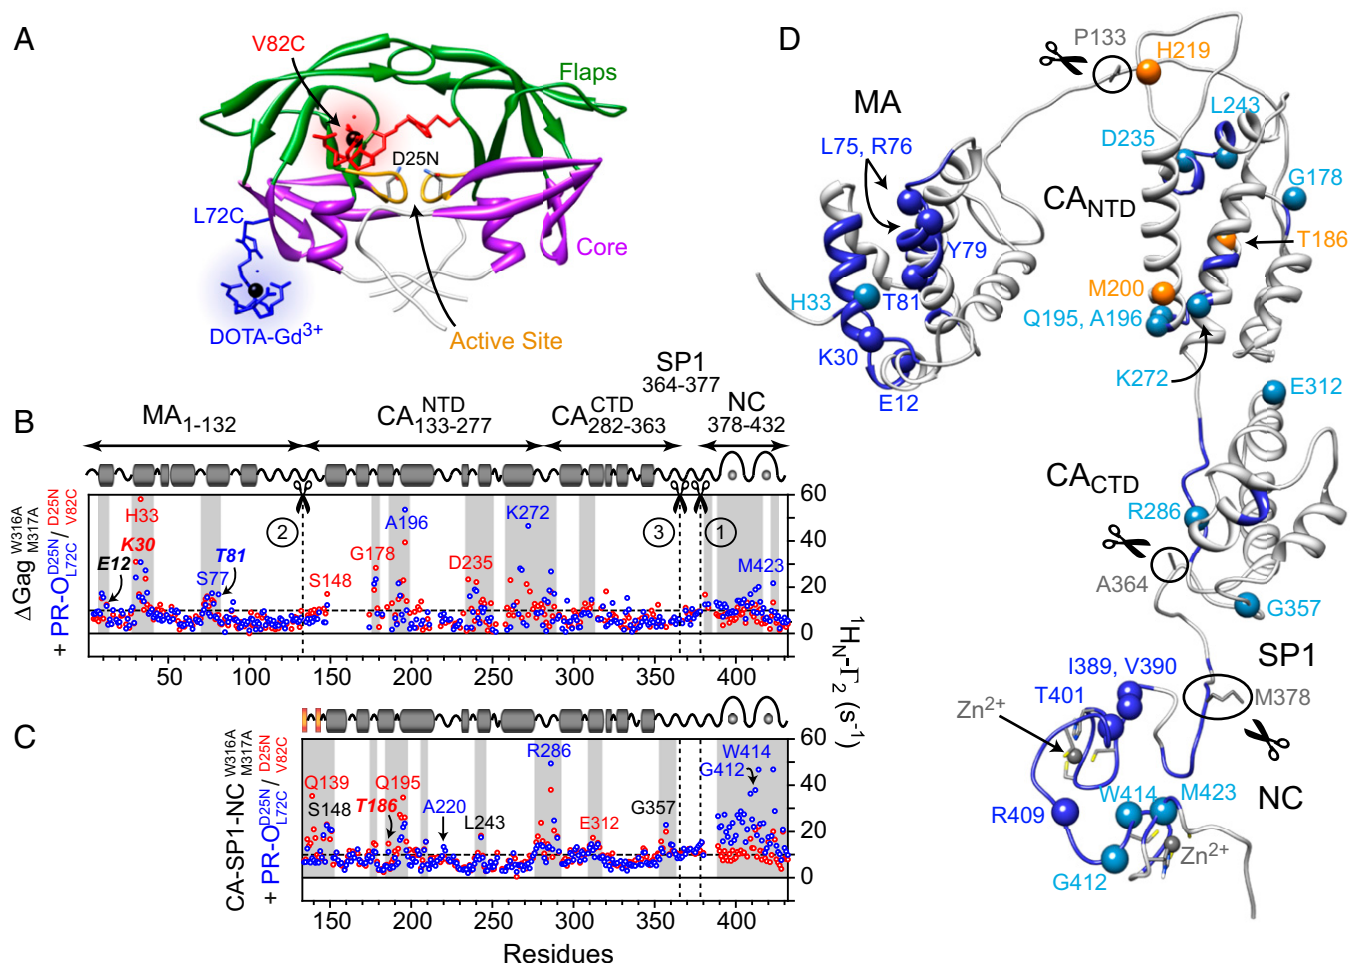 A
V82C
Flaps
D25N
L72C
Core
DOTA-Gd3+
Active Site
B
MA1-132
CA NTD 133-277
CA CTD 282-363
SP1
364-377
NC
378-432
ΔGag W316A M317A
+ PR-O D25N L72C / D25N V82C
E12
K30
H33
S77
T81
2
S148
G178
A196
D235
K272
3
1
M423
60
40
20
0
50 100 150 200 250 300 350 400
1HN-Γ2 (s-1)
C
CA-SP1-NC W316A M317A
+ PR-O D25N L72C / D25N V82C
Q139
S148
T186
Q195
A220
L243
R286
E312
G357
G412
W414
60
40
20
0
150 200 250 300 350 400
Residues
D
P133
H219
MA
L75, R76
Y79
H33
T81
K30
E12
L243
D235
CANTD
G178
T186
M200
Q195, A196
K272
E312
CACTD
R286
A364
G357
SP1
I389, V390
T401
M378
Zn2+
NC
R409
W414
M423
Zn2+
G412